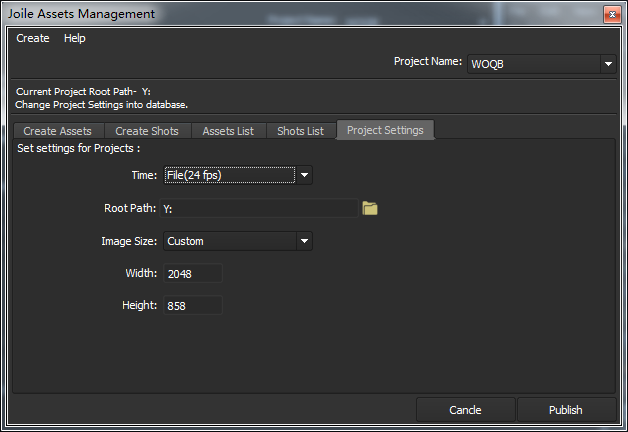 Joile Assets Management
Create Help
Project Name: WOQB
Current Project Root Path- Y:
Change Project Settings into database.
Create Assets Create Shots Assets List Shots List Project Settings
Set settings for Projects :
Time: File(24 fps)
Root Path: Y:
Image Size: Custom
Width: 2048
Height: 858
Cancle Publish